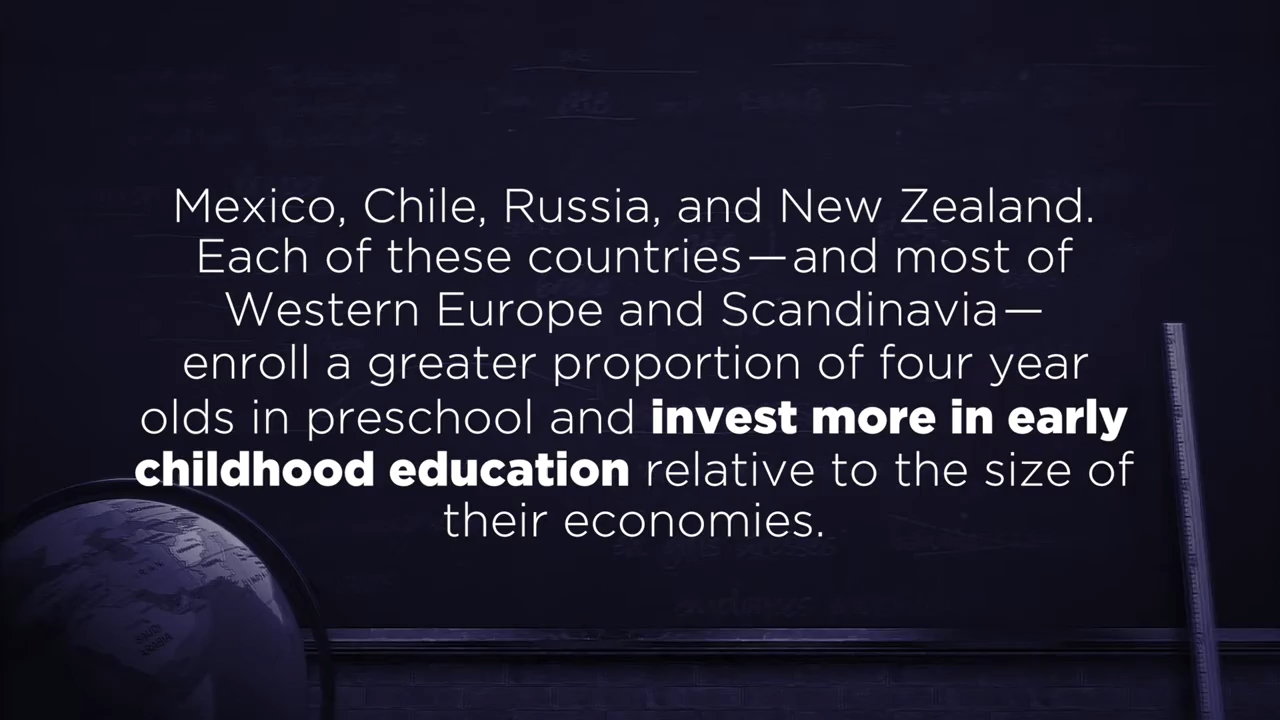 Mexico, Chile, Russia, and New Zealand.
Each of these countries—and most of
Western Europe and Scandinavia—
enroll a greater proportion of four year
olds in preschool and invest more in early
childhood education relative to the size of
their economies.
SAUDI
ARABIA